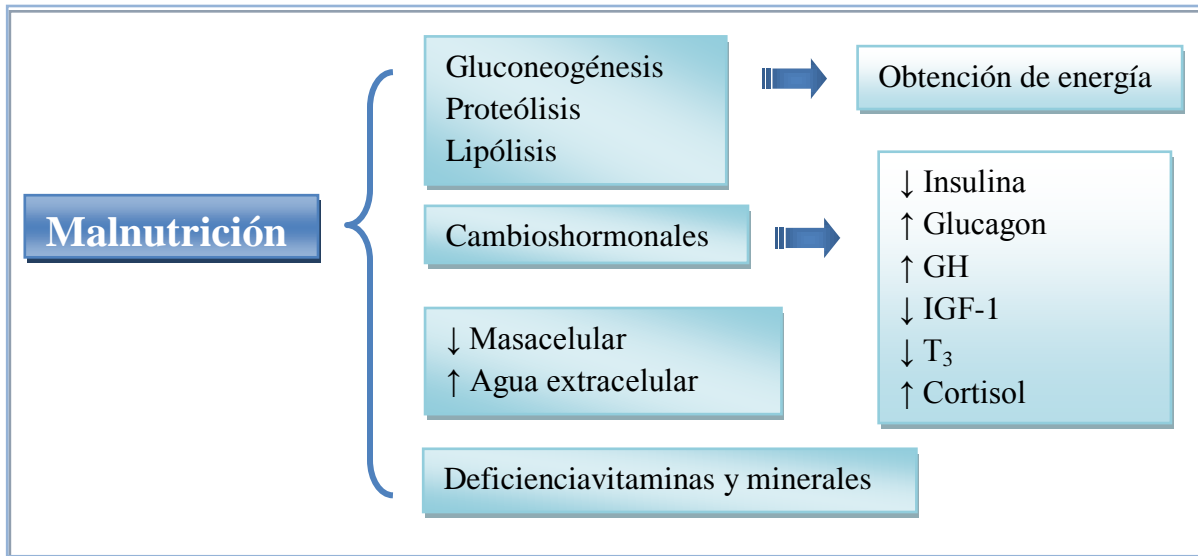 Malnutrición
Gluconeogénesis
Proteólisis
Lipólisis
Obtención de energía
Cambioshormonales
↓ Insulina
↑ Glucagon
↑ GH
↓ IGF-1
↓ T₃
↑ Cortisol
↓ Masacelular
↑ Agua extracelular
Deficienciavitaminas y minerales